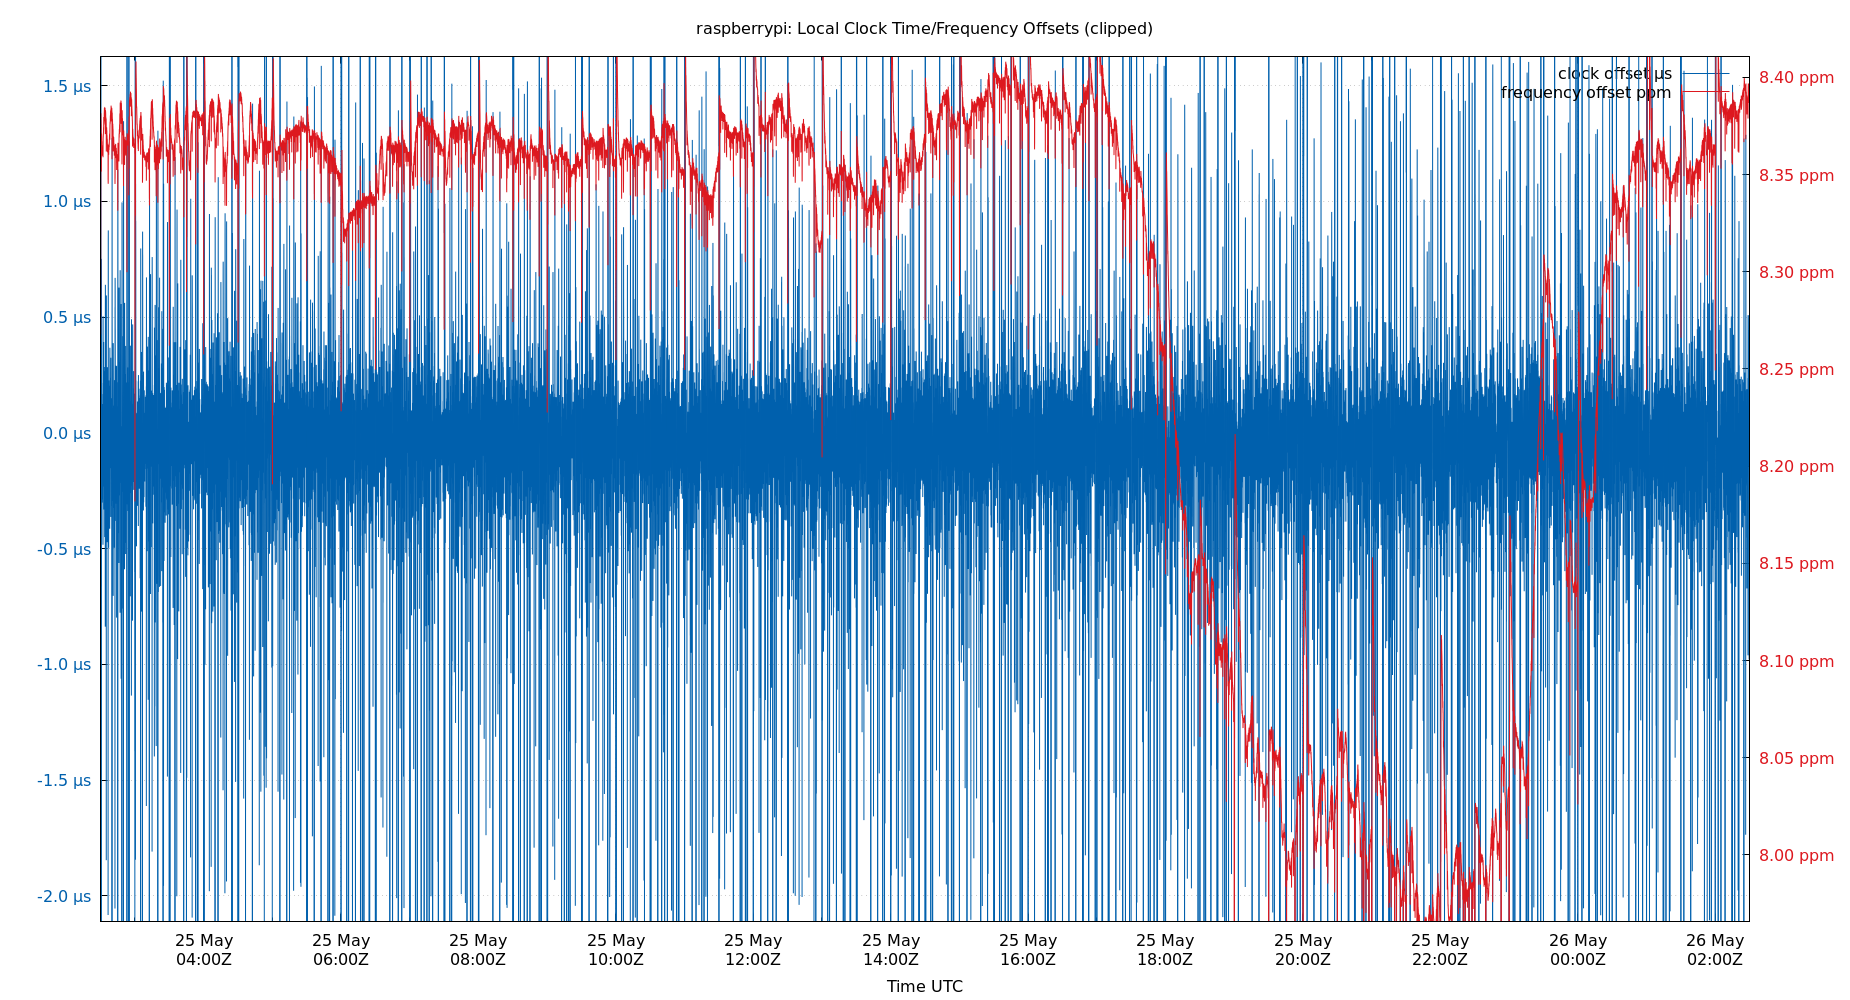 raspberrypi: Local Clock Time/Frequency Offsets (clipped)
clock offset µs
frequency offset ppm
1.5 µs
1.0 µs
0.5 µs
0.0 µs
-0.5 µs
-1.0 µs
-1.5 µs
-2.0 µs
8.40 ppm
8.35 ppm
8.30 ppm
8.25 ppm
8.20 ppm
8.15 ppm
8.10 ppm
8.05 ppm
8.00 ppm
25 May 25 May 25 May 25 May 25 May 25 May 25 May 25 May 25 May 25 May 26 May 26 May
04:00Z 06:00Z 08:00Z 10:00Z 12:00Z 14:00Z 16:00Z 18:00Z 20:00Z 22:00Z 00:00Z 02:00Z
Time UTC